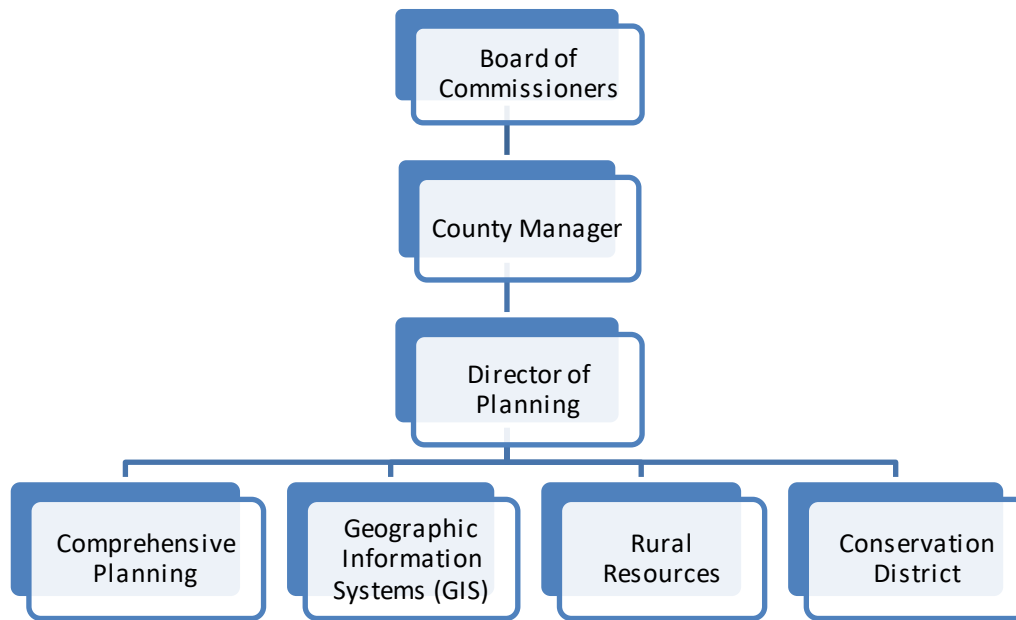 Board of
Commissioners
County Manager
Director of
Planning
Comprehensive
Planning
Geographic
Information
Systems (GIS)
Rural
Resources
Conservation
District